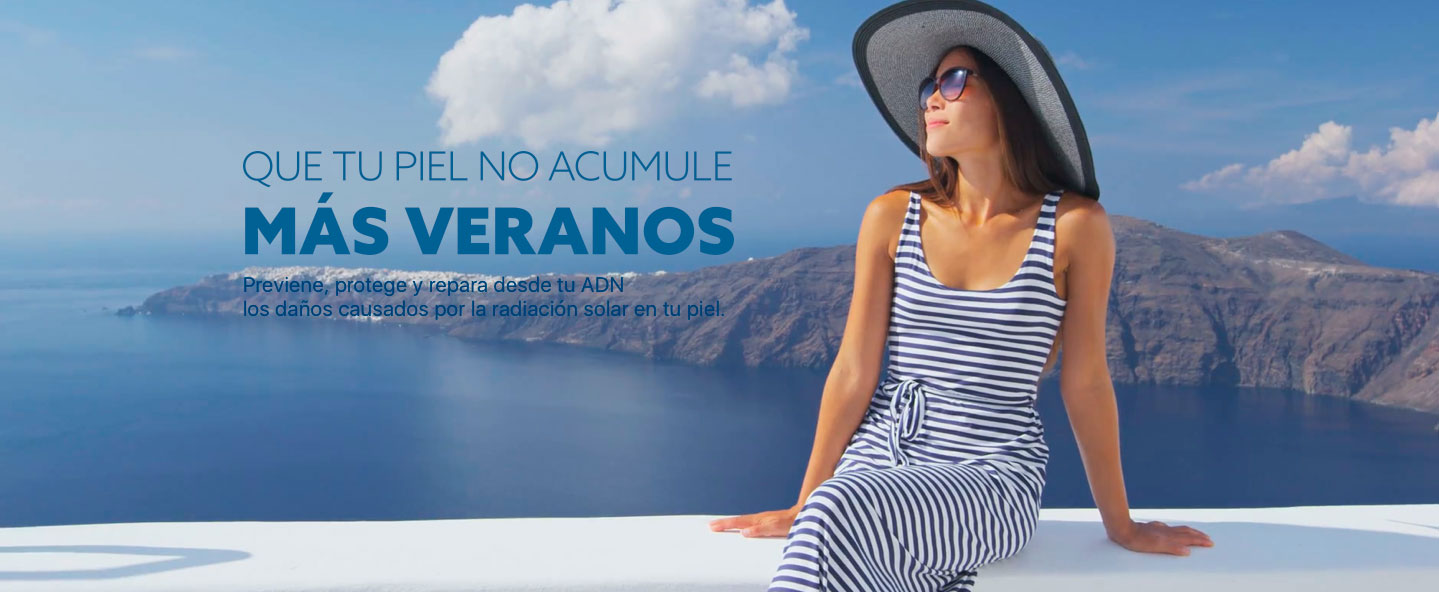 QUE TU PIEL NO ACUMULE
MÁS VERANOS
Previene, protege y repara desde tu ADN
los daños causados por la radiación solar en tu piel.